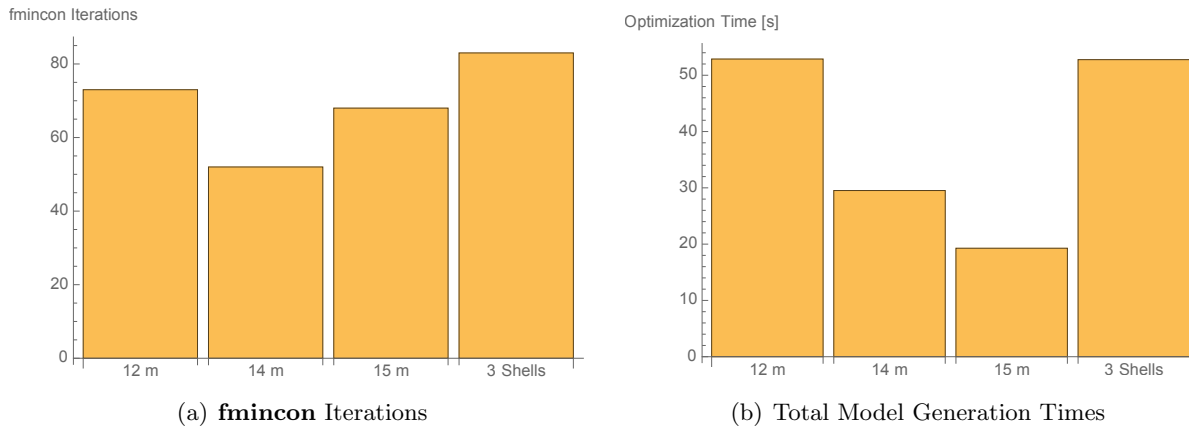 fmincon Iterations
80
60
40
20
0
12 m 14 m 15 m 3 Shells
(a) fmincon Iterations
Optimization Time [s]
50
40
30
20
10
0
12 m 14 m 15 m 3 Shells
(b) Total Model Generation Times